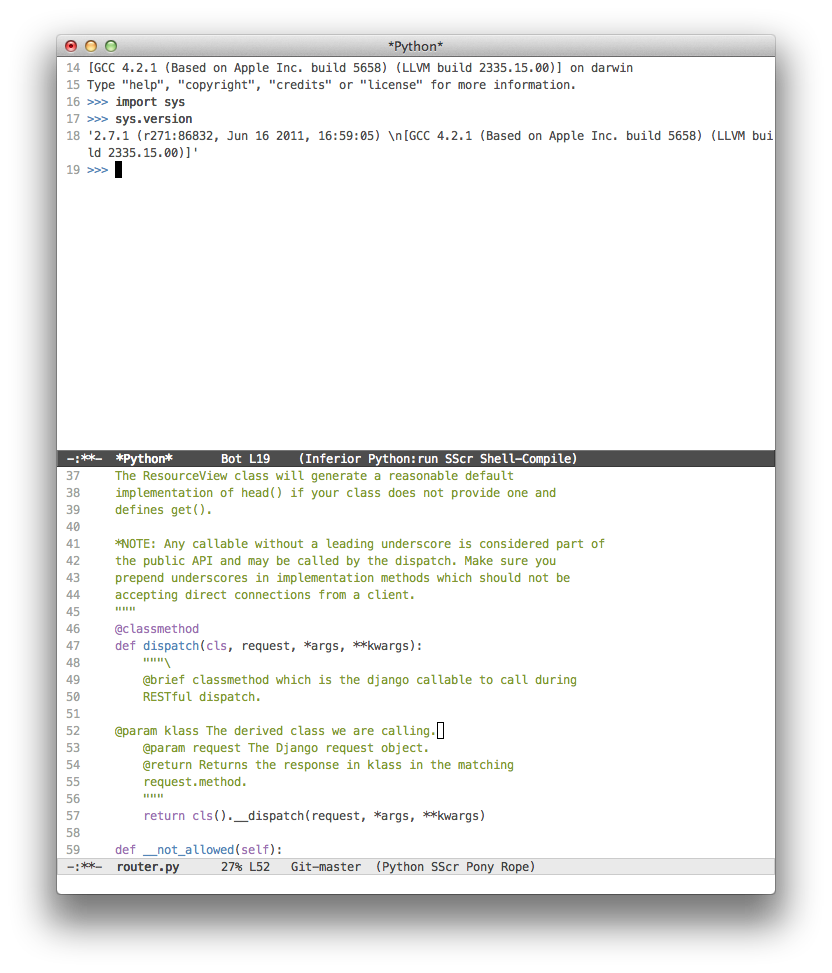 *Python*
14 [GCC 4.2.1 (Based on Apple Inc. build 5658) (LLVM build 2335.15.00)] on darwin
15 Type "help", "copyright", "credits" or "license" for more information.
16 >>> import sys
17 >>> sys.version
18 '2.7.1 (r271:86832, Jun 16 2011, 16:59:05) \n[GCC 4.2.1 (Based on Apple Inc. build 5658) (LLVM bui
ld 2335.15.00)]'
19 >>>
-:**-  *Python*       Bot L19    (Inferior Python:run SScr Shell-Compile)
37     The ResourceView class will generate a reasonable default
38     implementation of head() if your class does not provide one and
39     defines get().
40
41     *NOTE: Any callable without a leading underscore is considered part of
42     the public API and may be called by the dispatch. Make sure you
43     prepend underscores in implementation methods which should not be
44     accepting direct connections from a client.
45     """
46     @classmethod
47     def dispatch(cls, request, *args, **kwargs):
48         """\
49         @brief classmethod which is the django callable to call during
50         RESTful dispatch.
51
52     @param klass The derived class we are calling.
53         @param request The Django request object.
54         @return Returns the response in klass in the matching
55         request.method.
56         """
57         return cls().__dispatch(request, *args, **kwargs)
58
59     def __not_allowed(self):
-:**-  router.py      27% L52   Git-master  (Python SScr Pony Rope)